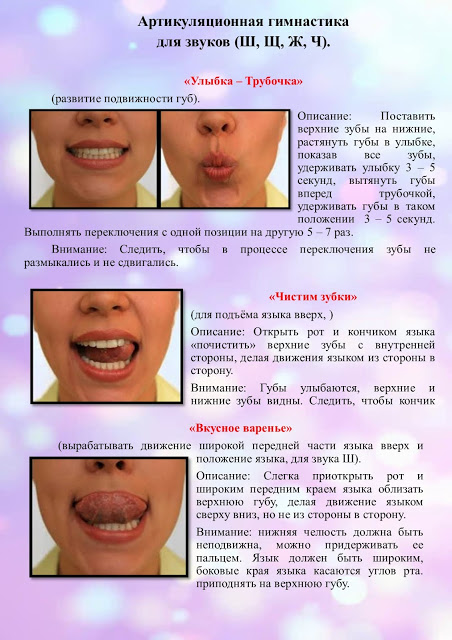 Артикуляционная гимнастика
для звуков (Ш, Щ, Ж, Ч).
«Улыбка – Трубочка»
(развитие подвижности губ).
Описание: Поставить
верхние зубы на нижние,
растянуть губы в улыбке,
показав все зубы,
удерживать улыбку 3 – 5
секунд, вытянуть губы
вперед трубочкой,
удерживать губы в таком
положении 3 – 5 секунд.
Выполнять переключения с одной позиции на другую 5 – 7 раз.
Внимание: Следить, чтобы в процессе переключения зубы не
размыкались и не сдвигались.
«Чистим зубки»
(для подъёма языка вверх, )
Описание: Открыть рот и кончиком языка
«почистить» верхние зубы с внутренней
стороны, делая движения языком из стороны в
сторону.
Внимание: Губы улыбаются, верхние и
нижние зубы видны. Следить, чтобы кончик
«Вкусное варенье»
(вырабатывать движение широкой передней части языка вверх и
положение языка, для звука Ш).
Описание: Слегка приоткрыть рот и
широким передним краем языка облизать
верхнюю губу, делая движение языком
сверху вниз, но не из стороны в сторону.
Внимание: нижняя челюсть должна быть
неподвижна, можно придерживать ее
пальцем. Язык должен быть широким,
боковые края языка касаются углов рта.
приподнять на верхнюю губу.